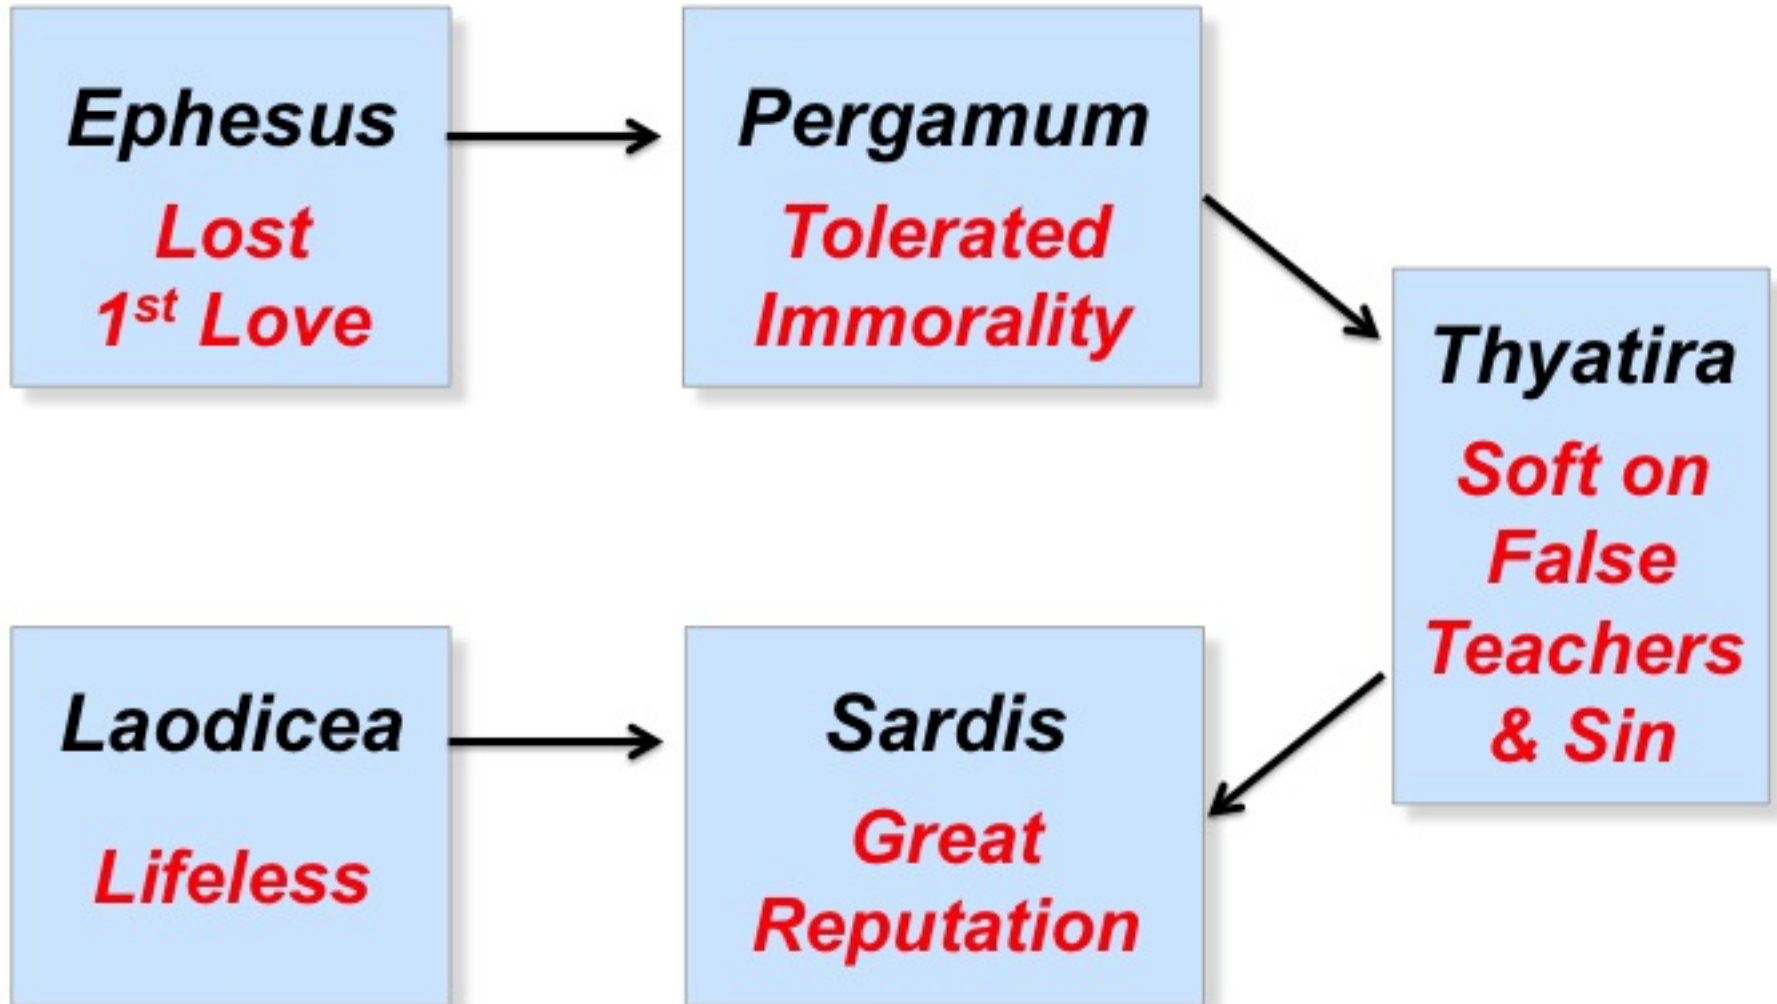 Ephesus
Lost
1st Love
Pergamum
Tolerated
Immorality
Thyatira
Soft on
False
Teachers
& Sin
Laodicea
Lifeless
Sardis
Great
Reputation